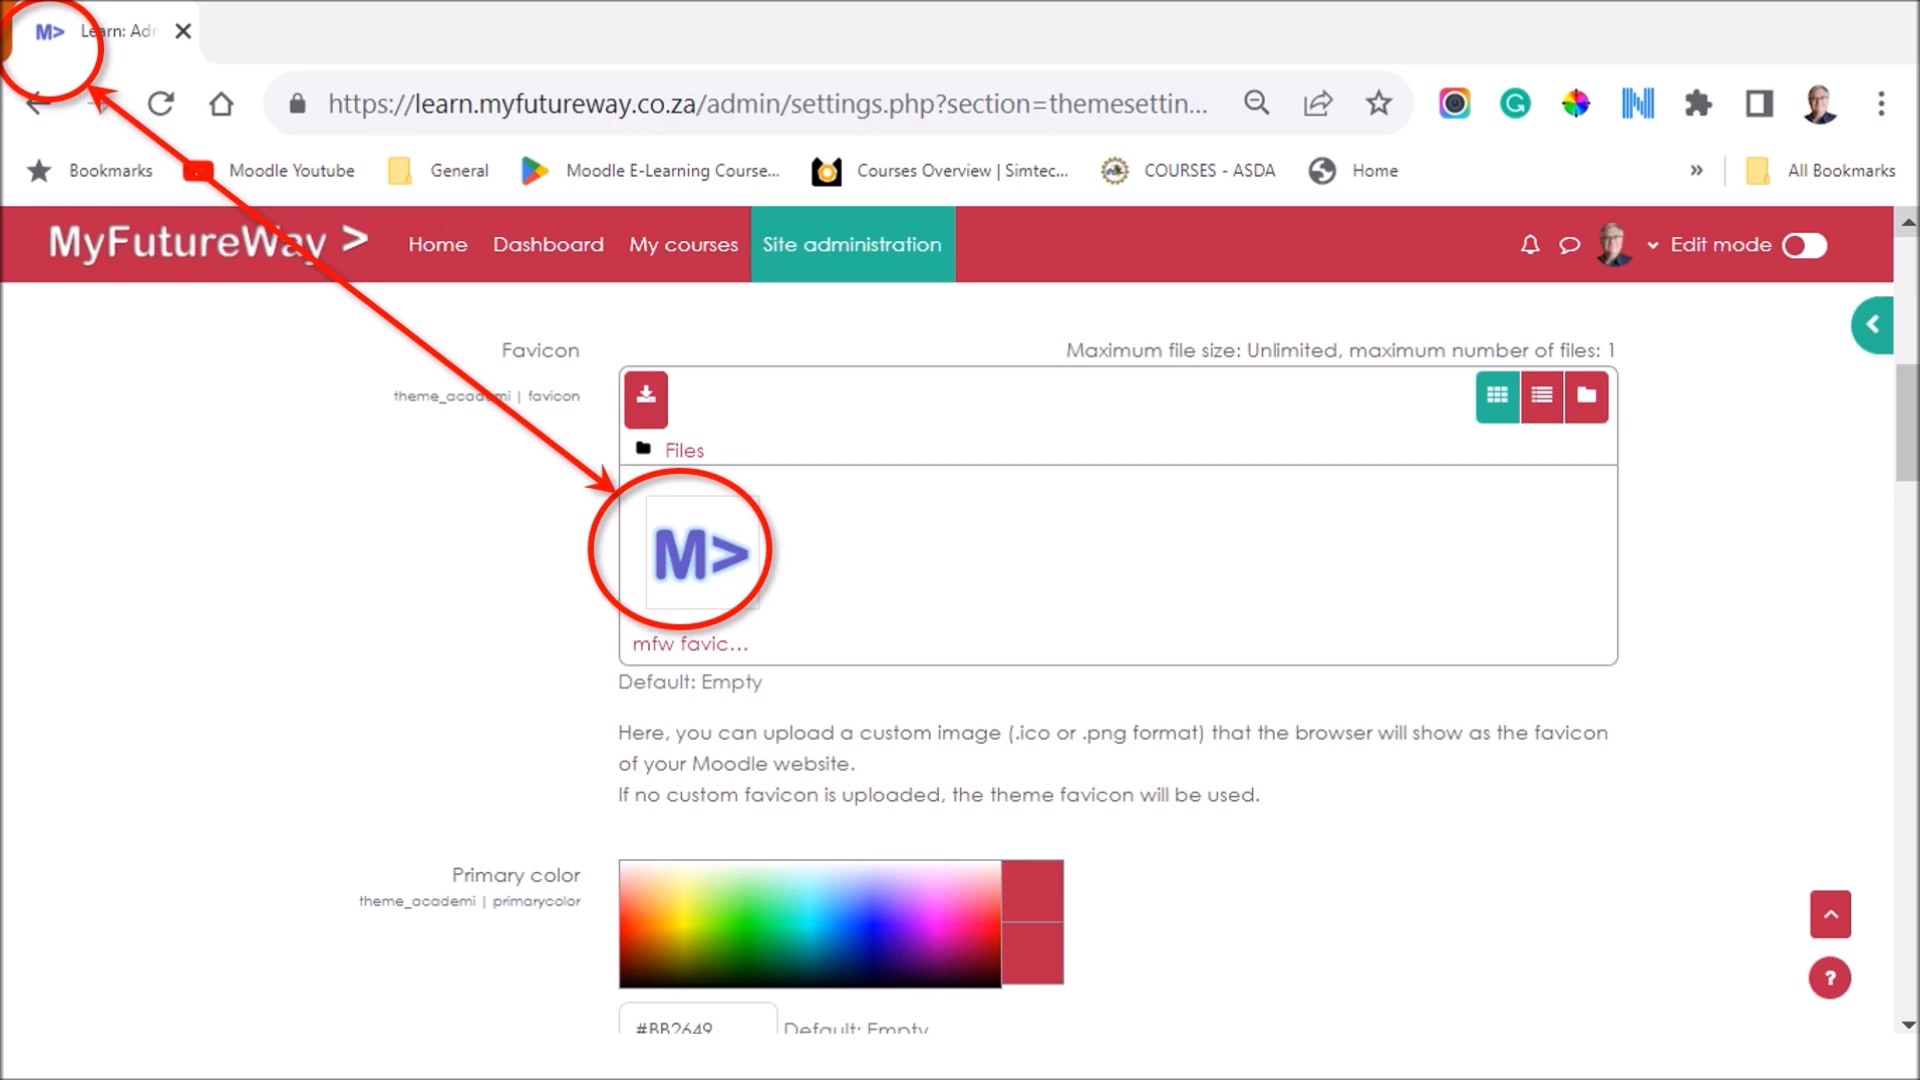 M> Learn: Adm
https://learn.myfutureway.co.za/admin/settings.php?section=themesettin...
Bookmarks Moodle Youtube General Moodle E-Learning Course... Courses Overview | Simtec... COURSES - ASDA Home » All Bookmarks
MyFutureWay > Home Dashboard My courses Site administration Edit mode
Favicon Maximum file size: Unlimited, maximum number of files: 1
theme_academi | favicon
Files
M>
mfw favic...
Default: Empty
Here, you can upload a custom image (.ico or .png format) that the browser will show as the favicon
of your Moodle website.
If no custom favicon is uploaded, the theme favicon will be used.
Primary color
theme_academi | primarycolor
?
#BB2649 Default: Empty